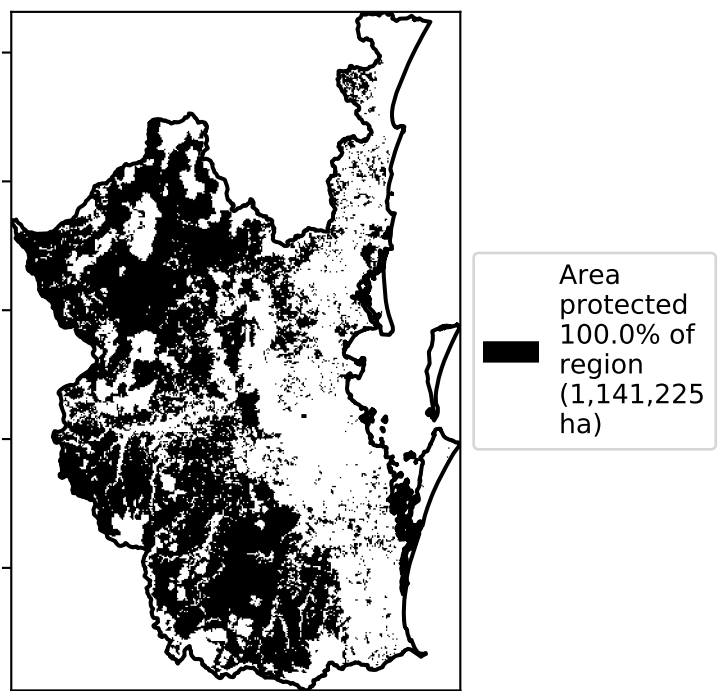 Area
protected
100.0% of
region
(1,141,225
ha)